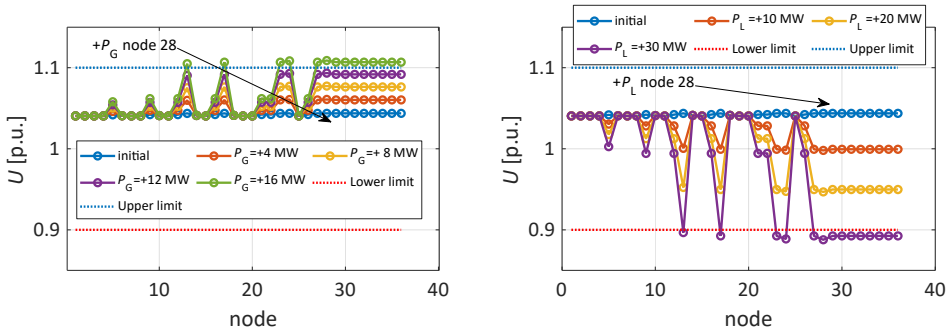 +P_G node 28
1.1
1
0.9
U [p.u.]
initial
P_G=+4 MW
P_G=+ 8 MW
P_G=+12 MW
P_G=+16 MW
Lower limit
Upper limit
10 20 30 40
node
initial
P_L =+10 MW
P_L =+20 MW
P_L =+30 MW
Lower limit
Upper limit
+P_L node 28
1.1
1
0.9
U [p.u.]
0 10 20 30 40
node